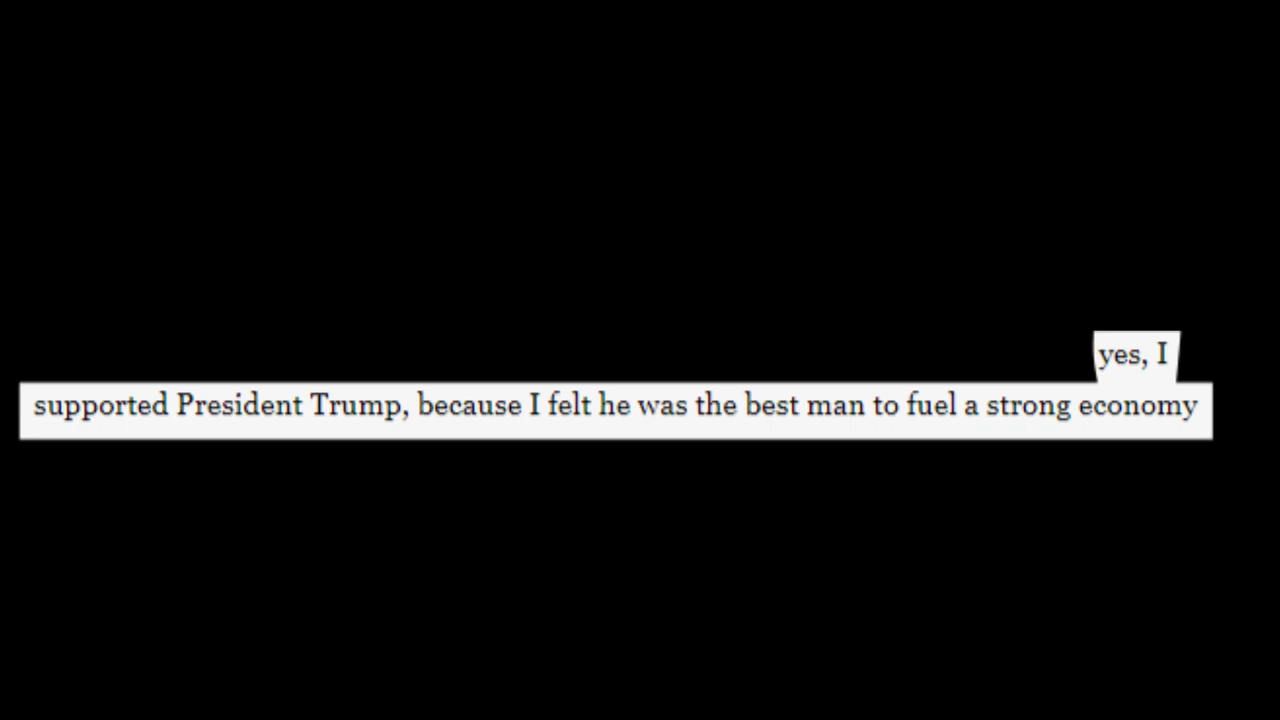 yes, I
supported President Trump, because I felt he was the best man to fuel a strong economy